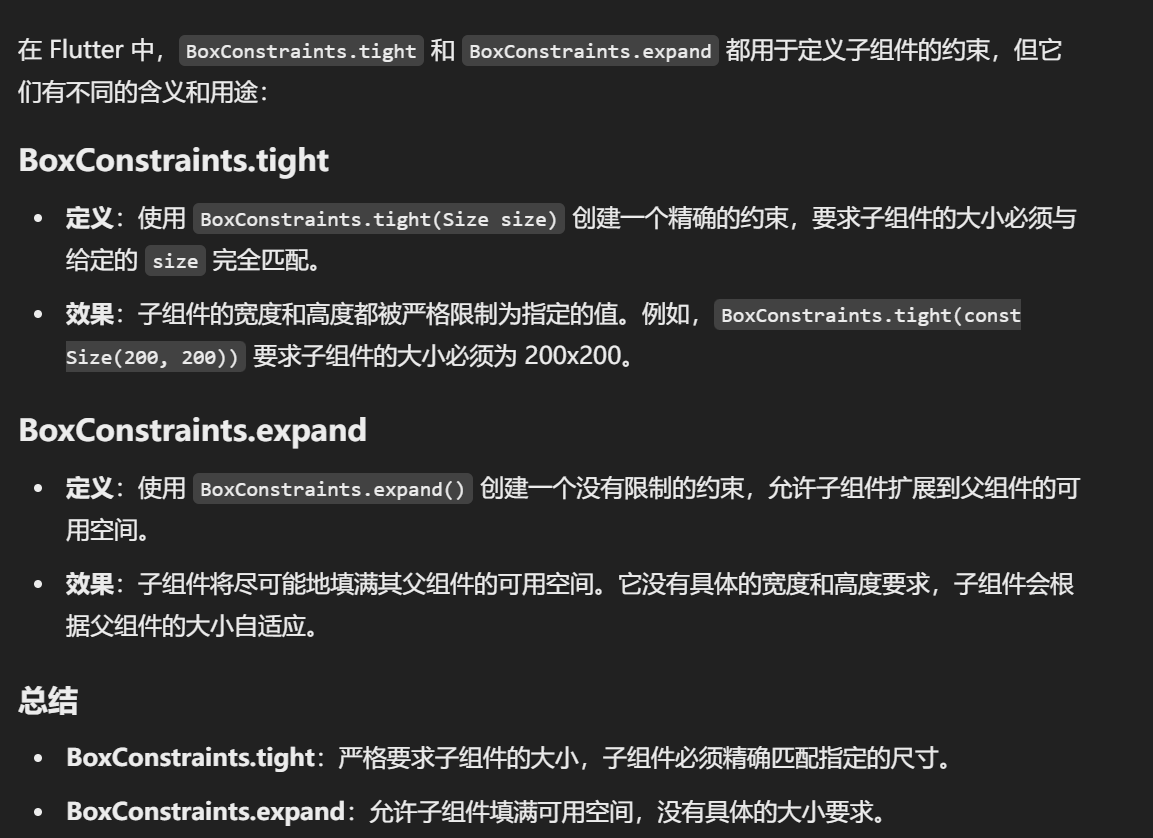 在 Flutter 中，BoxConstraints.tight 和 BoxConstraints.expand 都用于定义子组件的约束，但它
们有不同的含义和用途：
BoxConstraints.tight
• 定义：使用 BoxConstraints.tight(Size size) 创建一个精确的约束，要求子组件的大小必须与
给定的 size 完全匹配。
• 效果：子组件的宽度和高度都被严格限制为指定的值。例如，BoxConstraints.tight(const
Size(200, 200)) 要求子组件的大小必须为 200x200。
BoxConstraints.expand
• 定义：使用 BoxConstraints.expand() 创建一个没有限制的约束，允许子组件扩展到父组件的可
用空间。
• 效果：子组件将尽可能地填满其父组件的可用空间。它没有具体的宽度和高度要求，子组件会根
据父组件的大小自适应。
总结
• BoxConstraints.tight：严格要求子组件的大小，子组件必须精确匹配指定的尺寸。
• BoxConstraints.expand：允许子组件填满可用空间，没有具体的大小要求。